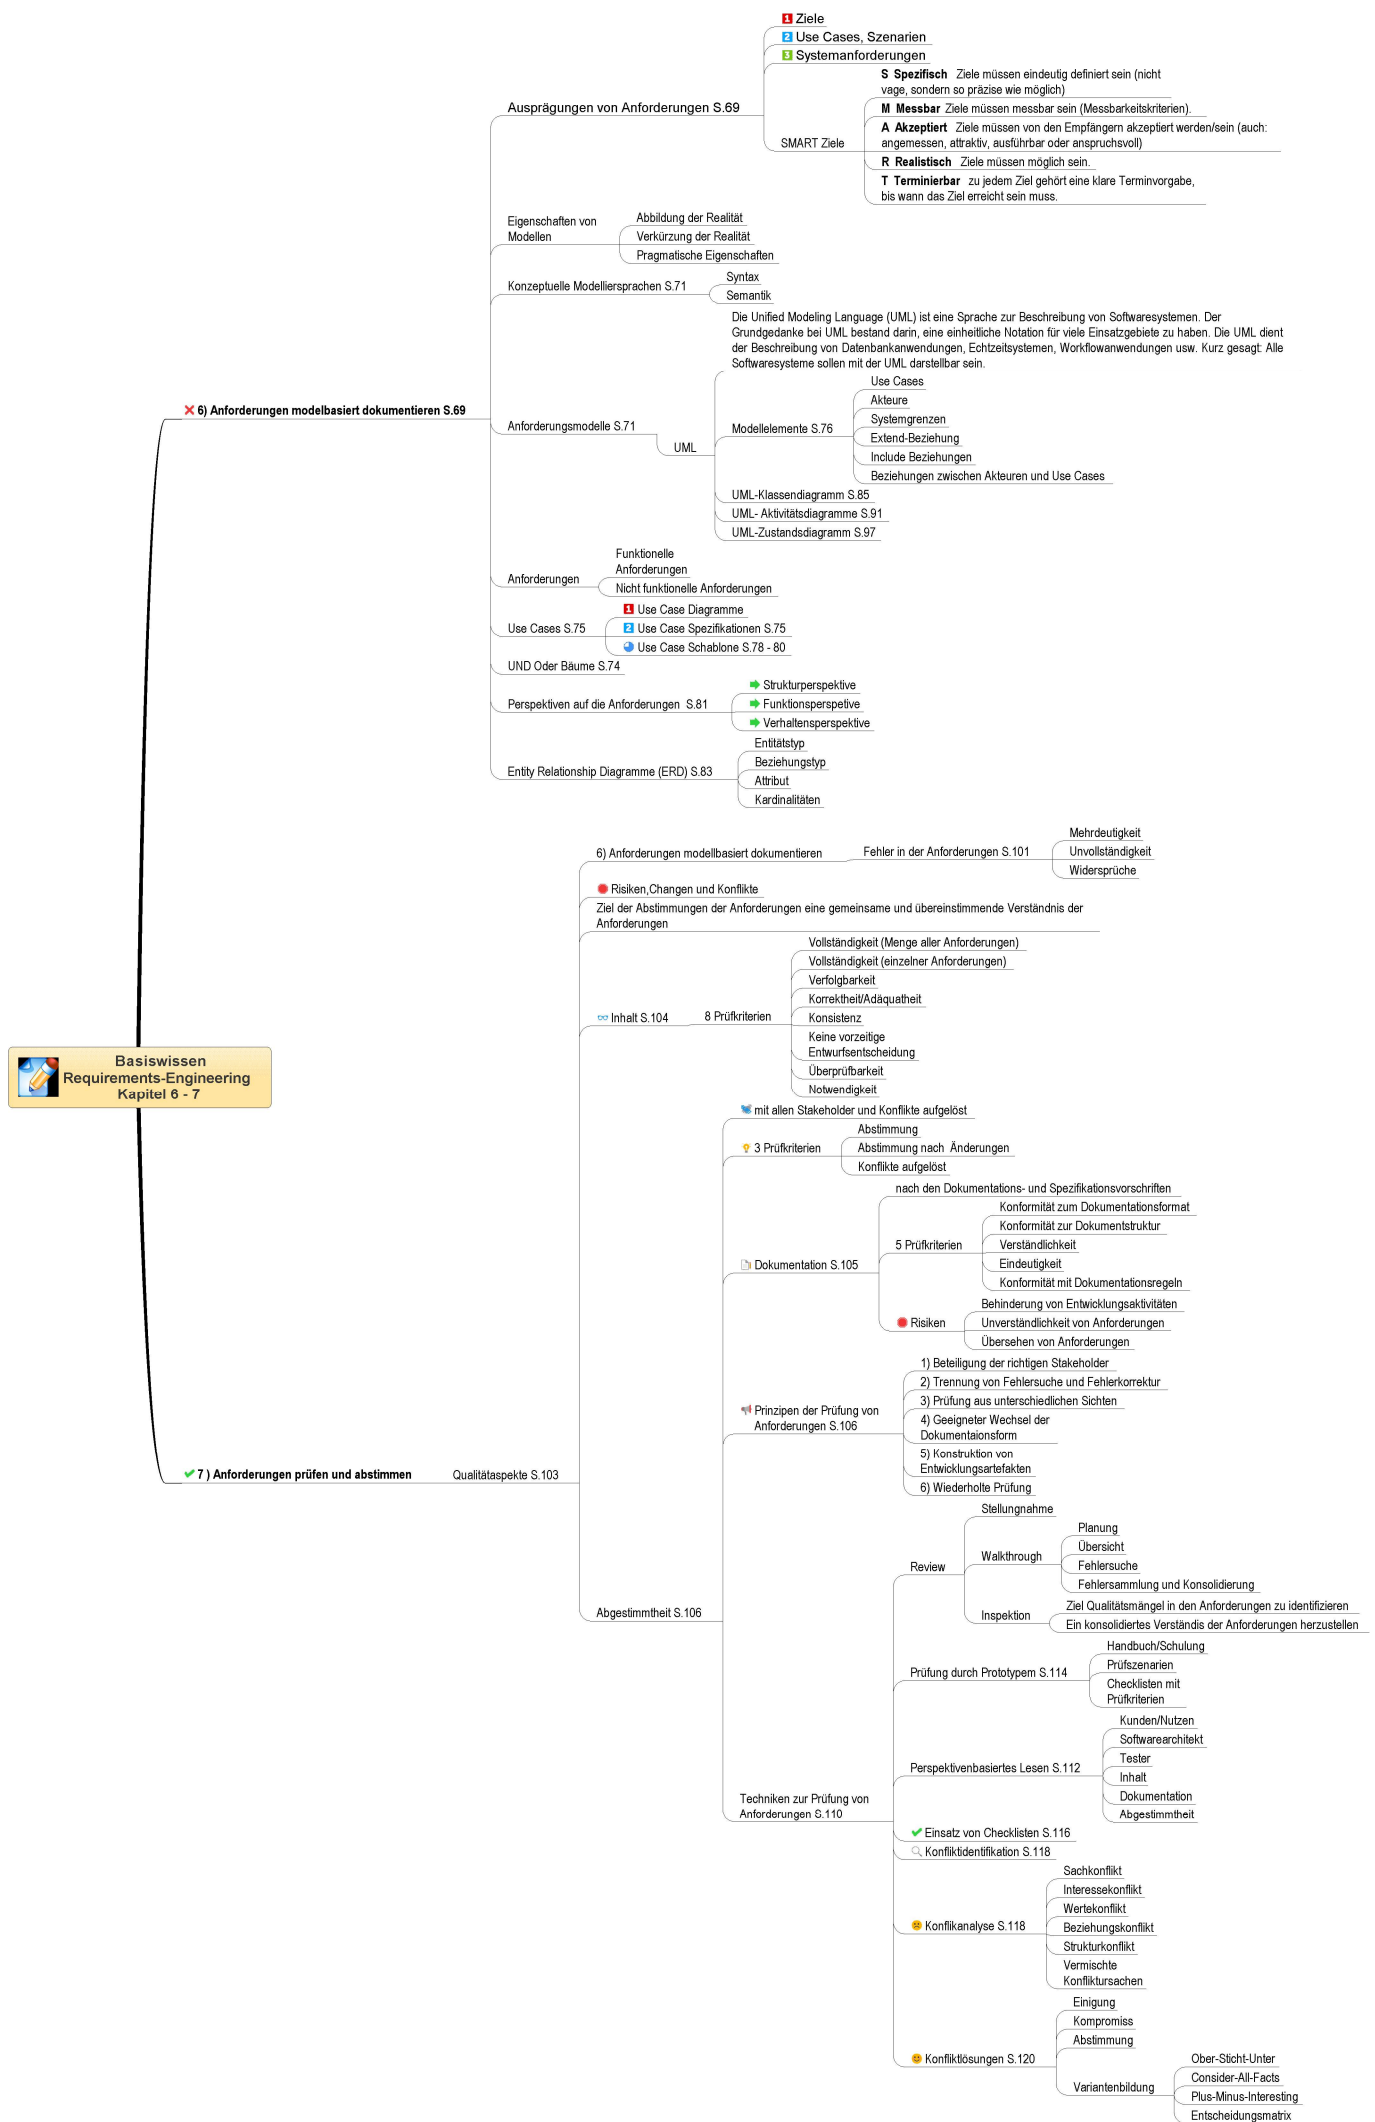 Basiswissen
Requirements-Engineering
Kapitel 6 - 7
6) Anforderungen modelbasiert dokumentieren S.69
Ausprägungen von Anforderungen S.69
1 Ziele
2 Use Cases, Szenarien
3 Systemanforderungen
SMART Ziele
S Spezifisch Ziele müssen eindeutig definiert sein (nicht
vage, sondern so präzise wie möglich)
M Messbar Ziele müssen messbar sein (Messbarkeitskriterien).
A Akzeptiert Ziele müssen von den Empfängern akzeptiert werden/sein (auch:
angemessen, attraktiv, ausführbar oder anspruchsvoll)
R Realistisch Ziele müssen möglich sein.
T Terminierbar zu jedem Ziel gehört eine klare Terminvorgabe,
bis wann das Ziel erreicht sein muss.
Eigenschaften von
Modellen
Abbildung der Realität
Verkürzung der Realität
Pragmatische Eigenschaften
Konzeptuelle Modelliersprachen S.71
Syntax
Semantik
Anforderungsmodelle S.71
UML
Die Unified Modeling Language (UML) ist eine Sprache zur Beschreibung von Softwaresystemen. Der
Grundgedanke bei UML bestand darin, eine einheitliche Notation für viele Einsatzgebiete zu haben. Die UML dient
der Beschreibung von Datenbankanwendungen, Echtzeitsystemen, Workflowanwendungen usw. Kurz gesagt: Alle
Softwaresysteme sollen mit der UML darstellbar sein.
Modellelemente S.76
Use Cases
Akteure
Systemgrenzen
Extend-Beziehung
Include Beziehungen
Beziehungen zwischen Akteuren und Use Cases
UML-Klassendiagramm S.85
UML- Aktivitätsdiagramme S.91
UML-Zustandsdiagramm S.97
Anforderungen
Funktionelle
Anforderungen
Nicht funktionelle Anforderungen
Use Cases S.75
1 Use Case Diagramme
2 Use Case Spezifikationen S.75
Use Case Schablone S.78 - 80
UND Oder Bäume S.74
Perspektiven auf die Anforderungen S.81
Strukturperspektive
Funktionsperspetive
Verhaltensperspektive
Entity Relationship Diagramme (ERD) S.83
Entitätstyp
Beziehungstyp
Attribut
Kardinalitäten
7 ) Anforderungen prüfen und abstimmen
Qualitätaspekte S.103
6) Anforderungen modellbasiert dokumentieren
Fehler in der Anforderungen S.101
Mehrdeutigkeit
Unvollständigkeit
Widersprüche
Risiken,Changen und Konflikte
Ziel der Abstimmungen der Anforderungen eine gemeinsame und übereinstimmende Verständnis der
Anforderungen
Inhalt S.104
8 Prüfkriterien
Vollständigkeit (Menge aller Anforderungen)
Vollständigkeit (einzelner Anforderungen)
Verfolgbarkeit
Korrektheit/Adäquatheit
Konsistenz
Keine vorzeitige
Entwurfsentscheidung
Überprüfbarkeit
Notwendigkeit
Abgestimmtheit S.106
mit allen Stakeholder und Konflikte aufgelöst
3 Prüfkriterien
Abstimmung
Abstimmung nach Änderungen
Konflikte aufgelöst
Dokumentation S.105
nach den Dokumentations- und Spezifikationsvorschriften
5 Prüfkriterien
Konformität zum Dokumentationsformat
Konformität zur Dokumentstruktur
Verständlichkeit
Eindeutigkeit
Konformität mit Dokumentationsregeln
Risiken
Behinderung von Entwicklungsaktivitäten
Unverständlichkeit von Anforderungen
Übersehen von Anforderungen
Prinzipen der Prüfung von
Anforderungen S.106
1) Beteiligung der richtigen Stakeholder
2) Trennung von Fehlersuche und Fehlerkorrektur
3) Prüfung aus unterschiedlichen Sichten
4) Geeigneter Wechsel der
Dokumentaionsform
5) Konstruktion von
Entwicklungsartefakten
6) Wiederholte Prüfung
Techniken zur Prüfung von
Anforderungen S.110
Review
Stellungnahme
Walkthrough
Planung
Übersicht
Fehlersuche
Fehlersammlung und Konsolidierung
Inspektion
Ziel Qualitätsmängel in den Anforderungen zu identifizieren
Ein konsolidiertes Verständis der Anforderungen herzustellen
Prüfung durch Prototypem S.114
Handbuch/Schulung
Prüfszenarien
Checklisten mit
Prüfkriterien
Perspektivenbasiertes Lesen S.112
Kunden/Nutzen
Softwarearchitekt
Tester
Inhalt
Dokumentation
Abgestimmtheit
Einsatz von Checklisten S.116
Konfliktidentifikation S.118
Konflikanalyse S.118
Sachkonflikt
Interessekonflikt
Wertekonflikt
Beziehungskonflikt
Strukturkonflikt
Vermischte
Konfliktursachen
Konfliktlösungen S.120
Einigung
Kompromiss
Abstimmung
Variantenbildung
Ober-Sticht-Unter
Consider-All-Facts
Plus-Minus-Interesting
Entscheidungsmatrix